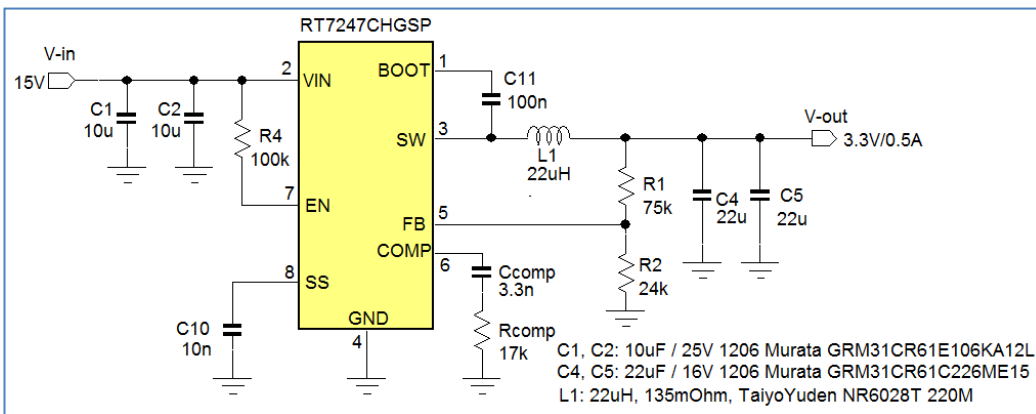 RT7247CHGSP
V-in
15V
C1
10u
C2
10u
R4
100k
2
VIN
7
EN
8
SS
C10
10n
BOOT
1
C11
100n
SW
3
L1
22uH
FB
5
COMP
6
GND
4
Ccomp
3.3n
Rcomp
17k
R1
75k
R2
24k
C4
22u
C5
22u
V-out
3.3V/0.5A
C1, C2: 10uF / 25V 1206 Murata GRM31CR61E106KA12L
C4, C5: 22uF / 16V 1206 Murata GRM31CR61C226ME15
L1: 22uH, 135mOhm, TaiyoYuden NR6028T 220M